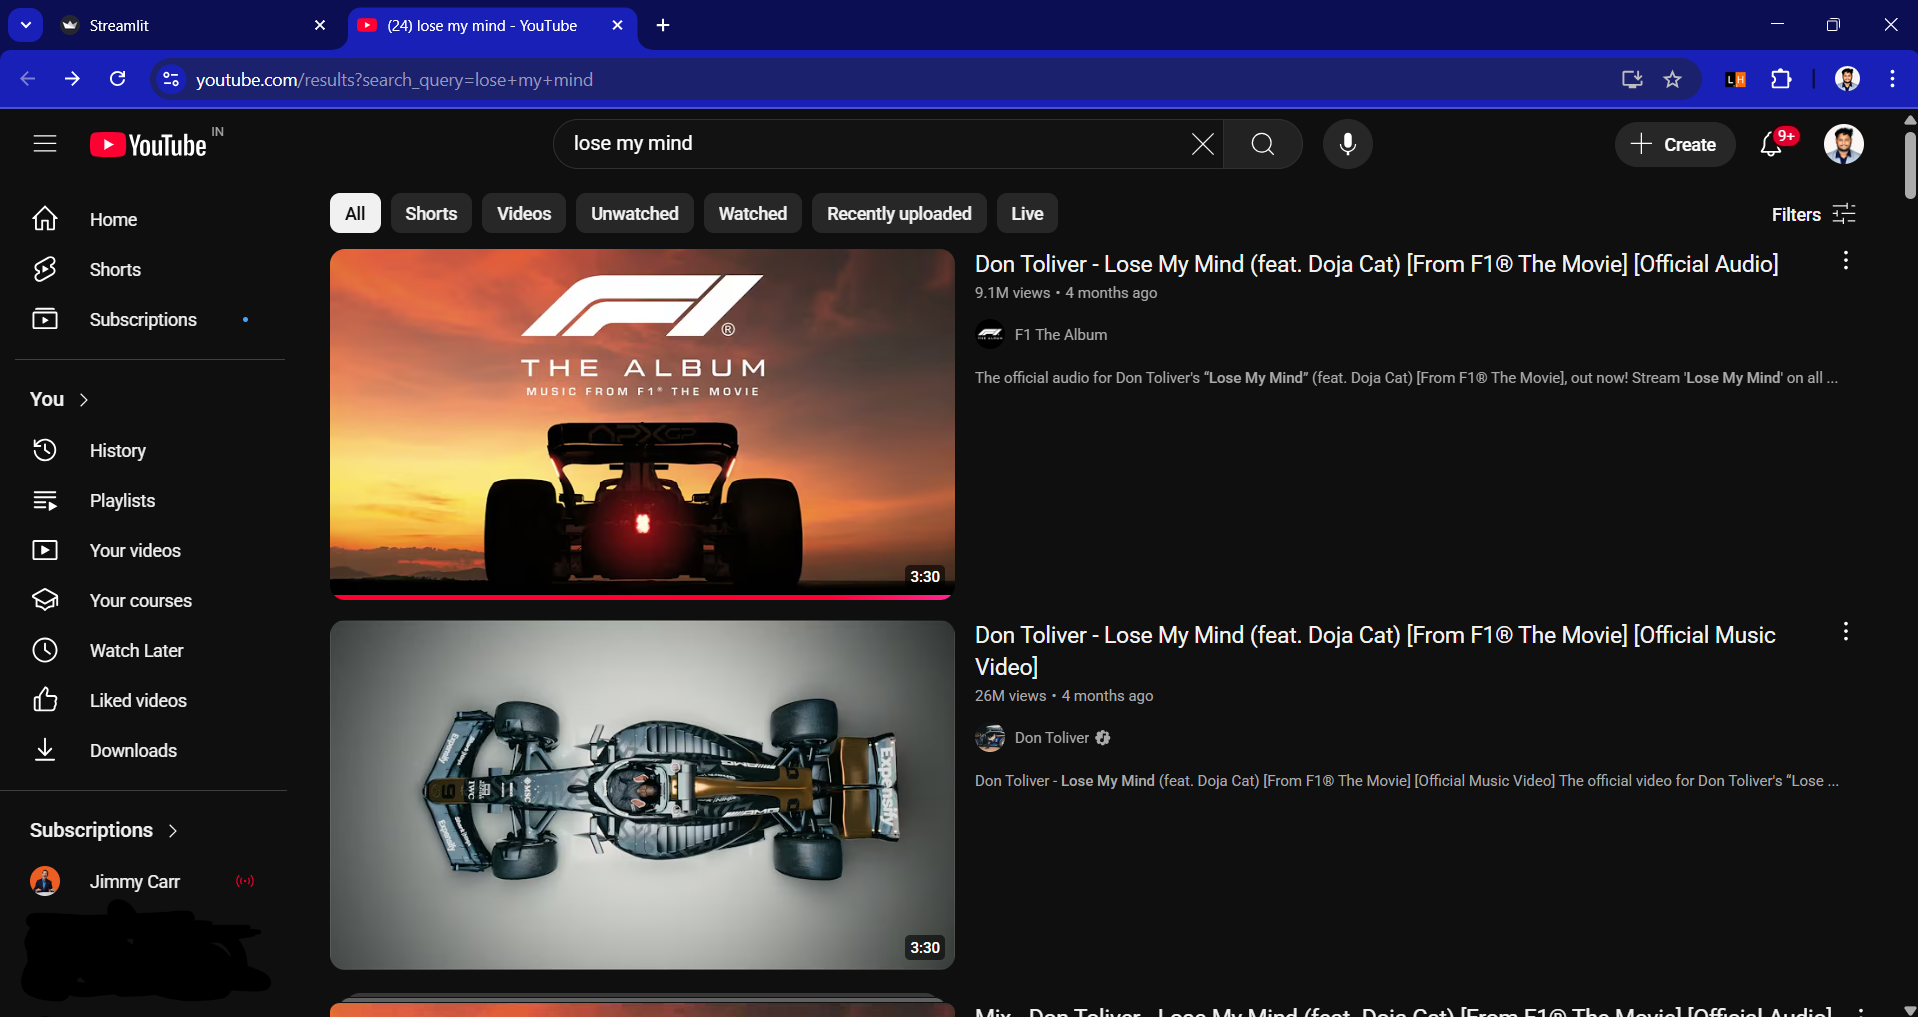 Streamlit
(24) lose my mind - YouTube
youtube.com/results?search_query=lose+my+mind
LH
YouTube IN
lose my mind
Create
9+
Home
Shorts
Subscriptions
You
History
Playlists
Your videos
Your courses
Watch Later
Liked videos
Downloads
Subscriptions
Jimmy Carr
All
Shorts
Videos
Unwatched
Watched
Recently uploaded
Live
Filters
F1®
THE ALBUM
MUSIC FROM F1® THE MOVIE
APXGP
3:30
Don Toliver - Lose My Mind (feat. Doja Cat) [From F1® The Movie] [Official Audio]
9.1M views • 4 months ago
F1 The Album
The official audio for Don Toliver's “Lose My Mind” (feat. Doja Cat) [From F1® The Movie], out now! Stream 'Lose My Mind' on all ...
Expensify
Expensify
IWC
MSC
AMG
Expensify
3:30
Don Toliver - Lose My Mind (feat. Doja Cat) [From F1® The Movie] [Official Music
Video]
26M views • 4 months ago
Don Toliver
Don Toliver - Lose My Mind (feat. Doja Cat) [From F1® The Movie] [Official Music Video] The official video for Don Toliver's “Lose ...
Mix - Don Toliver - Lose My Mind (feat. Doja Cat) [From F1® The Movie] [Official Audio]